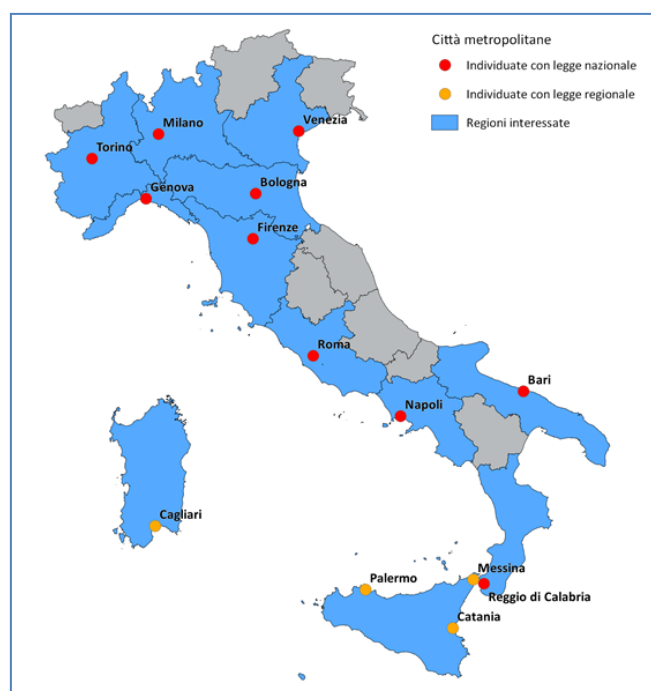 Città metropolitane
Individuate con legge nazionale
Individuate con legge regionale
Regioni interessate
Milano
Venezia
Torino
Genova
Bologna
Firenze
Roma
Bari
Napoli
Cagliari
Messina
Palermo
Reggio di Calabria
Catania